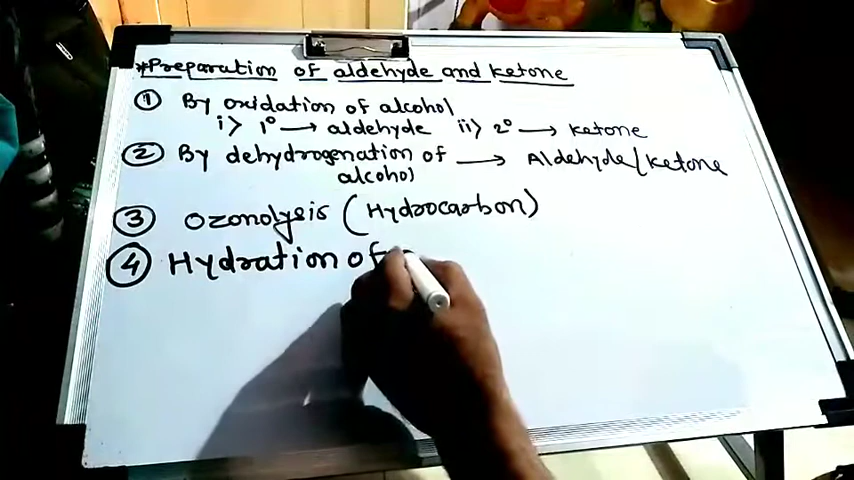 *Preparation of aldehyde and ketone
① By oxidation of alcohol
i> 1° → aldehyde ii> 2° → ketone
② By dehydrogenation of → Aldehyde/Ketone
alcohol
③ Ozonolysis (Hydrocarbon)
④ Hydration of